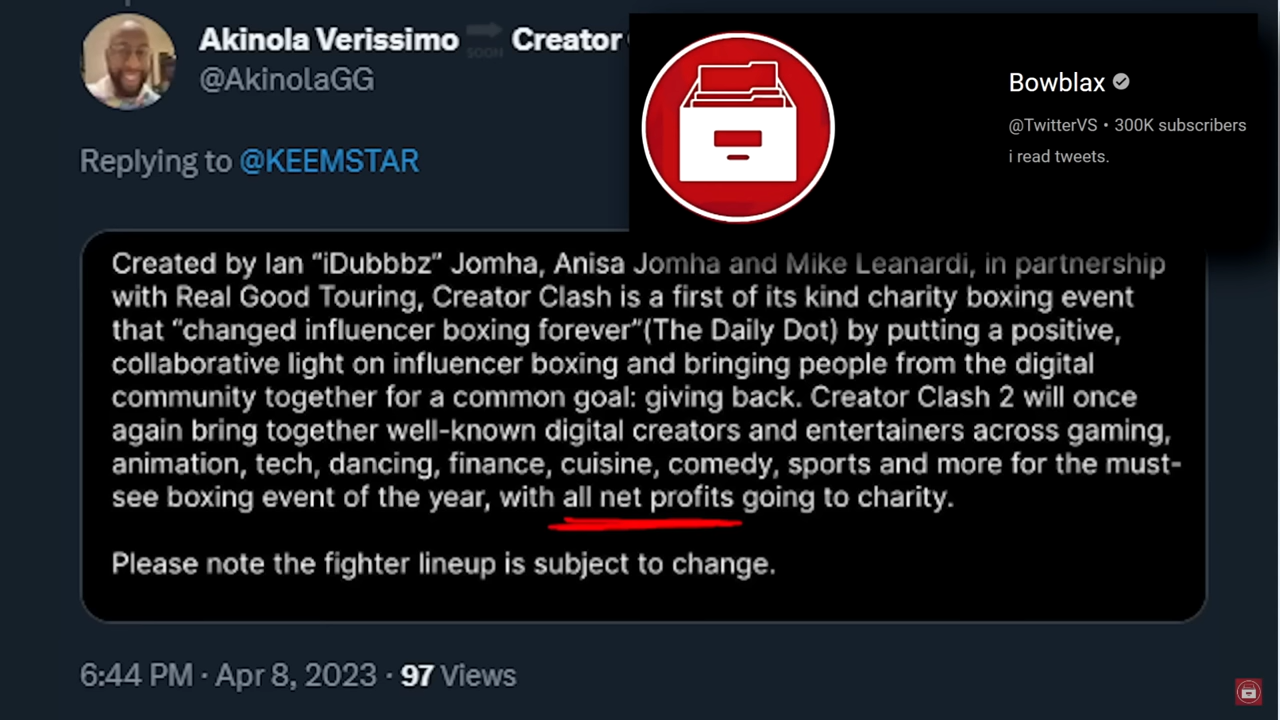 Akinola Verissimo SOON Creator
@AkinolaGG
Bowblax
@TwitterVS • 300K subscribers
i read tweets.
Replying to @KEEMSTAR
Created by Ian “iDubbbz” Jomha, Anisa Jomha and Mike Leanardi, in partnership
with Real Good Touring, Creator Clash is a first of its kind charity boxing event
that “changed influencer boxing forever”(The Daily Dot) by putting a positive,
collaborative light on influencer boxing and bringing people from the digital
community together for a common goal: giving back. Creator Clash 2 will once
again bring together well-known digital creators and entertainers across gaming,
animation, tech, dancing, finance, cuisine, comedy, sports and more for the must-
see boxing event of the year, with all net profits going to charity.
Please note the fighter lineup is subject to change.
6:44 PM · Apr 8, 2023 · 97 Views